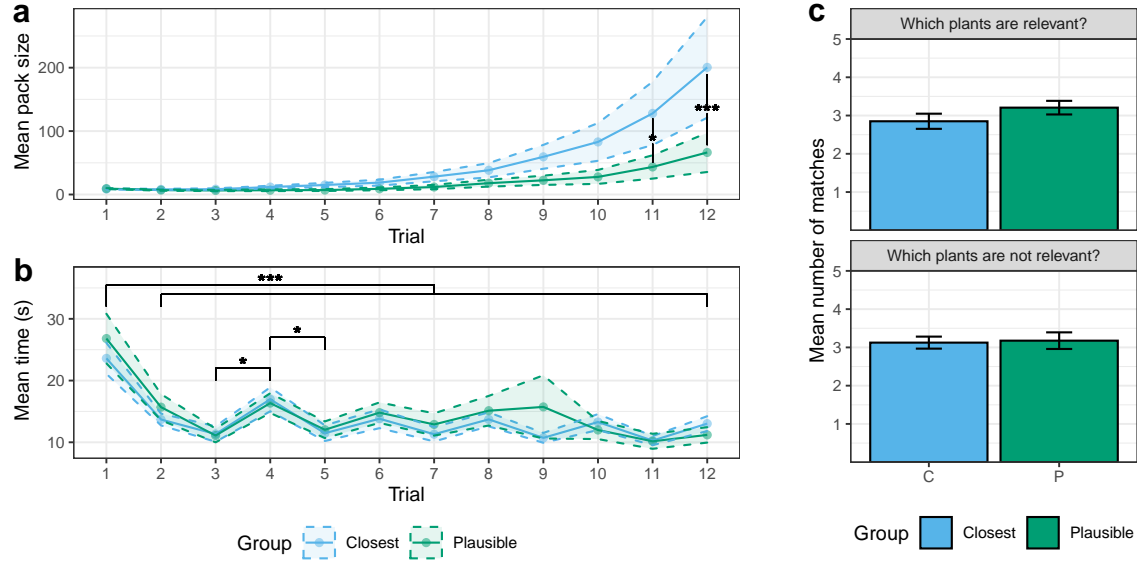 a
Mean pack size
200
100
0
***
*
1 2 3 4 5 6 7 8 9 10 11 12
Trial
b
Mean time (s)
30
20
10
***
*
*
1 2 3 4 5 6 7 8 9 10 11 12
Trial
Group Closest Plausible
c
Mean number of matches
Which plants are relevant?
5
4
3
2
1
Which plants are not relevant?
5
4
3
2
1
C P
Group Closest Plausible